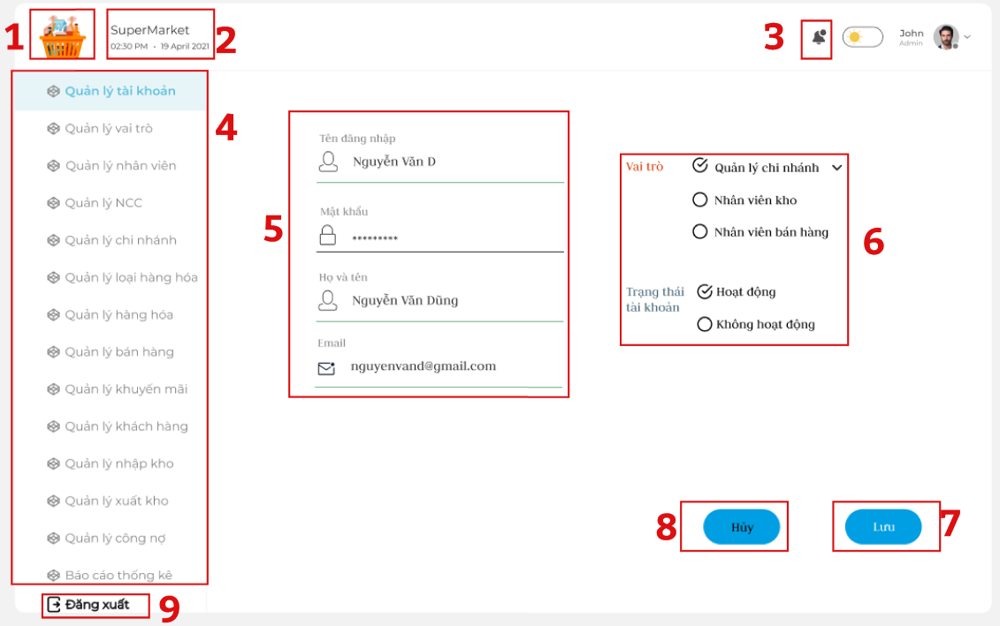 1
SuperMarket
02:30 PM • 19 April 2021
2
3
John
Admin
Quản lý tài khoản
Quản lý vai trò
Quản lý nhân viên
Quản lý NCC
Quản lý chi nhánh
Quản lý loại hàng hóa
Quản lý hàng hóa
Quản lý bán hàng
Quản lý khuyến mãi
Quản lý khách hàng
Quản lý nhập kho
Quản lý xuất kho
Quản lý công nợ
Báo cáo thống kê
4
Đăng xuất
9
5
Tên đăng nhập
Nguyễn Văn D
Mật khẩu
*********
Họ và tên
Nguyễn Văn Dũng
Email
nguyenvand@gmail.com
Vai trò
Quản lý chi nhánh
Nhân viên kho
Nhân viên bán hàng
6
Trạng thái
tài khoản
Hoạt động
Không hoạt động
8
Hủy
Lưu
7